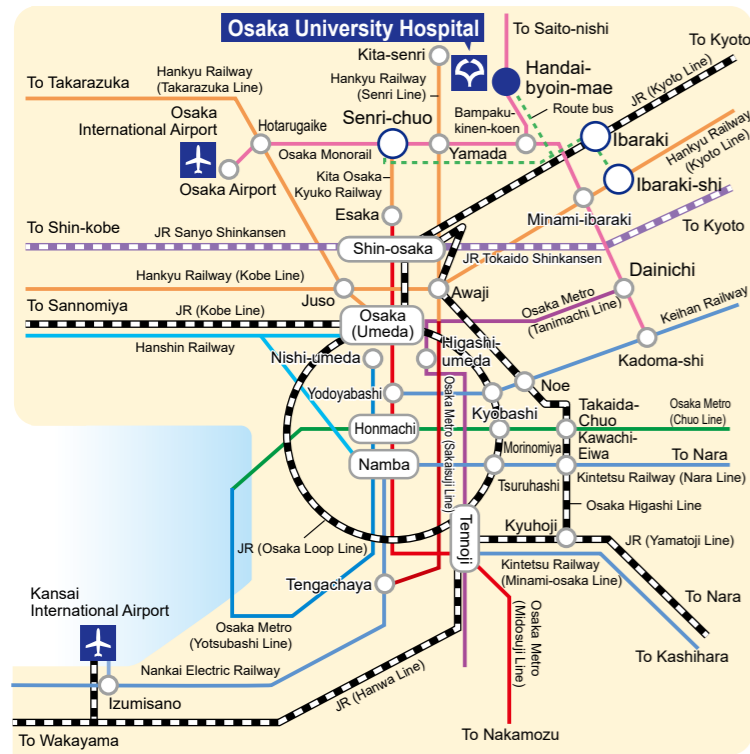 Osaka University Hospital
To Saito-nishi
To Kyoto
Kita-senri
Handai-
byoin-mae
To Takarazuka
Hankyu Railway
(Takarazuka Line)
Hankyu Railway
(Senri Line)
JR (Kyoto Line)
Route bus
Osaka
International Airport
Senri-chuo
Bampaku-
kinen-koen
Ibaraki
Hankyu Railway
(Kyoto Line)
Hotarugaike
Osaka Monorail
Yamada
Osaka Airport
Kita Osaka-
Kyuko Railway
Ibaraki-shi
Esaka
Minami-ibaraki
To Shin-kobe
To Kyoto
JR Sanyo Shinkansen
Shin-osaka
JR Tokaido Shinkansen
Hankyu Railway (Kobe Line)
Dainichi
Juso
Awaji
To Sannomiya
Osaka Metro
(Tanimachi Line)
JR (Kobe Line)
Osaka
(Umeda)
Keihan Railway
Hanshin Railway
Nishi-umeda
Higashi-
umeda
Kadoma-shi
Noe
Yodoyabashi
Kyobashi
Osaka Metro (Sakaisuji Line)
Takaida-
Chuo
Osaka Metro
(Chuo Line)
Honmachi
Morinomiya
Kawachi-
Eiwa
Namba
To Nara
Tsuruhashi
Kintetsu Railway (Nara Line)
Osaka Higashi Line
Tennoji
Kyuhoji
JR (Osaka Loop Line)
JR (Yamatoji Line)
Kintetsu Railway
(Minami-osaka Line)
Tengachaya
To Nara
Kansai
International Airport
Osaka Metro
(Yotsubashi Line)
Osaka Metro
(Midosuji Line)
To Kashihara
Nankai Electric Railway
Izumisano
JR (Hanwa Line)
To Wakayama
To Nakamozu